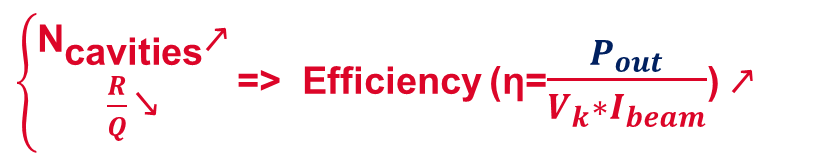 N_cavities ↗
R/Q ↘
=> Efficiency (η= P_out / V_k*I_beam) ↗